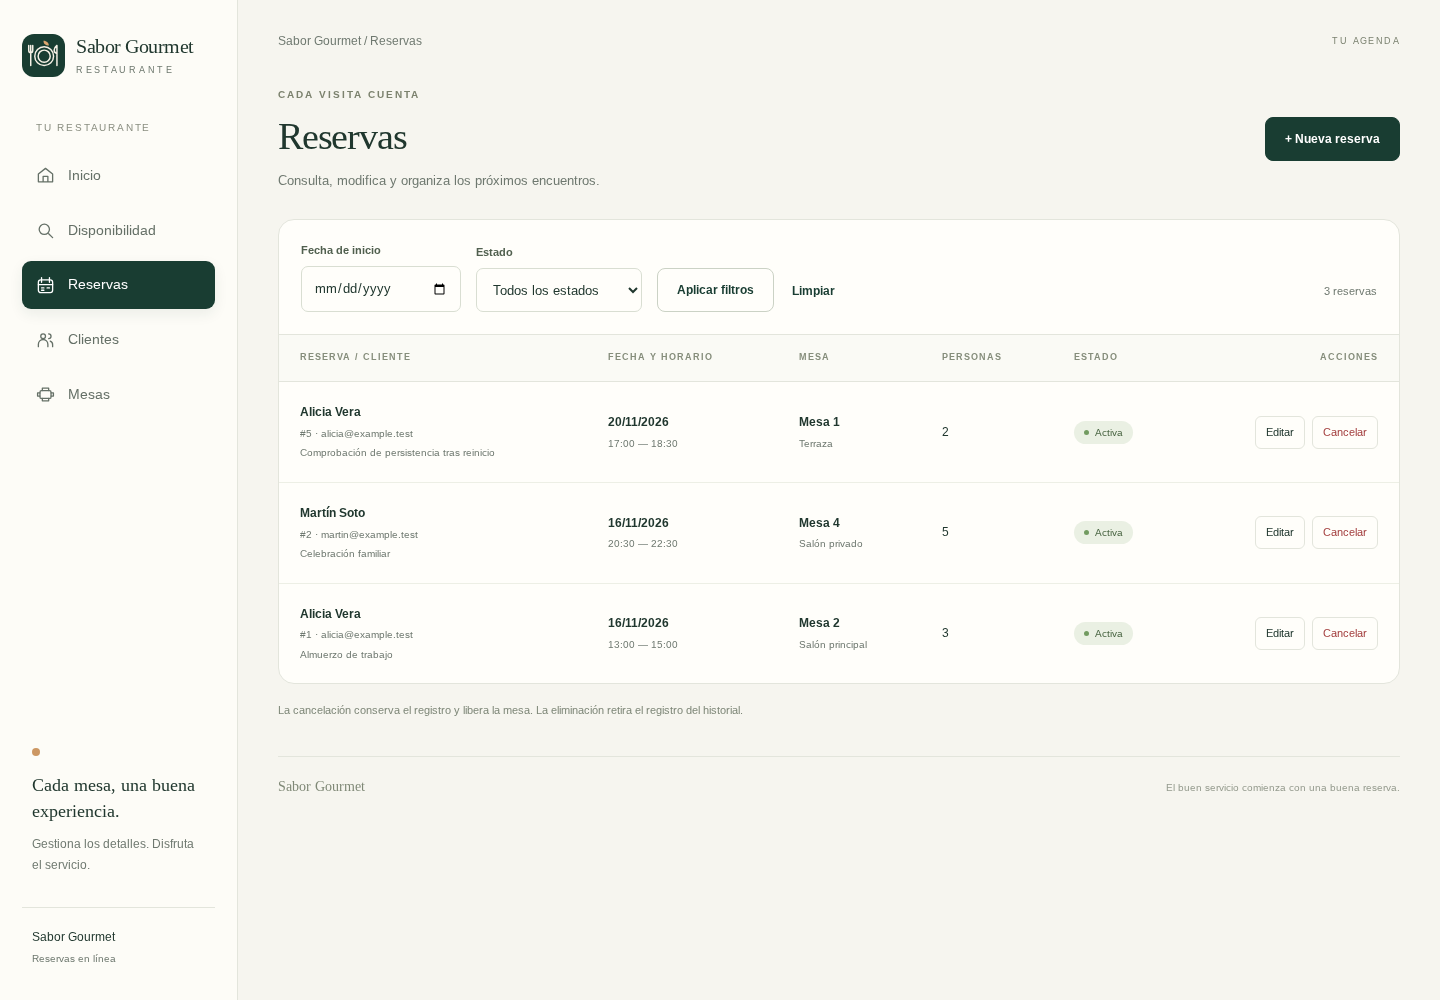 Sabor Gourmet
RESTAURANTE
TU RESTAURANTE
Inicio
Disponibilidad
Reservas
Clientes
Mesas
Cada mesa, una buena
experiencia.
Gestiona los detalles. Disfruta
el servicio.
Sabor Gourmet
Reservas en línea
Sabor Gourmet / Reservas
TU AGENDA
CADA VISITA CUENTA
Reservas
+ Nueva reserva
Consulta, modifica y organiza los próximos encuentros.
Fecha de inicio
Estado
mm/dd/yyyy
Todos los estados
Aplicar filtros
Limpiar
3 reservas
RESERVA / CLIENTE FECHA Y HORARIO MESA PERSONAS ESTADO ACCIONES
Alicia Vera
#5 · alicia@example.test
Comprobación de persistencia tras reinicio
20/11/2026
17:00 — 18:30
Mesa 1
Terraza
2
Activa
Editar
Cancelar
Martín Soto
#2 · martin@example.test
Celebración familiar
16/11/2026
20:30 — 22:30
Mesa 4
Salón privado
5
Activa
Editar
Cancelar
Alicia Vera
#1 · alicia@example.test
Almuerzo de trabajo
16/11/2026
13:00 — 15:00
Mesa 2
Salón principal
3
Activa
Editar
Cancelar
La cancelación conserva el registro y libera la mesa. La eliminación retira el registro del historial.
Sabor Gourmet
El buen servicio comienza con una buena reserva.